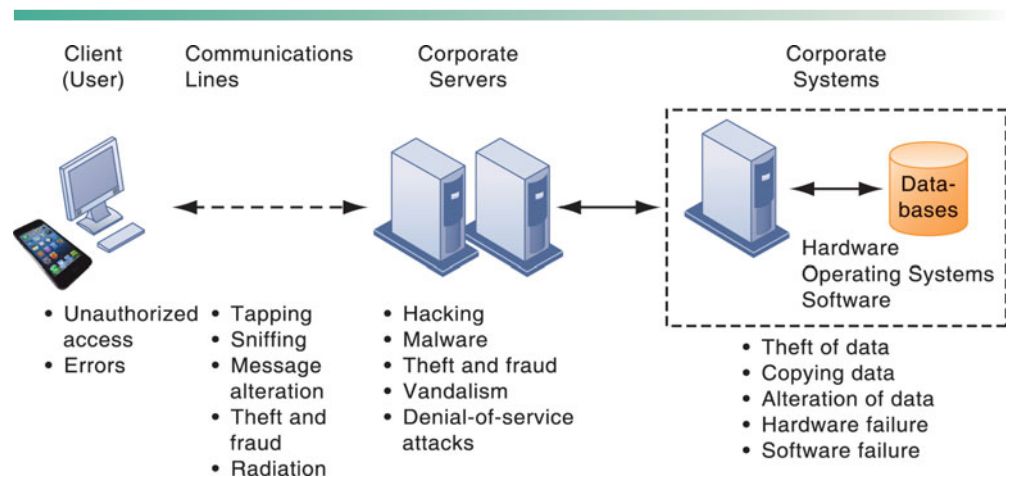 Client
(User)
Communications
Lines
Corporate
Servers
Corporate
Systems
Data-
bases
Hardware
Operating Systems
Software
• Unauthorized
access
• Errors
• Tapping
• Sniffing
• Message
alteration
• Theft and
fraud
• Radiation
• Hacking
• Malware
• Theft and fraud
• Vandalism
• Denial-of-service
attacks
• Theft of data
• Copying data
• Alteration of data
• Hardware failure
• Software failure